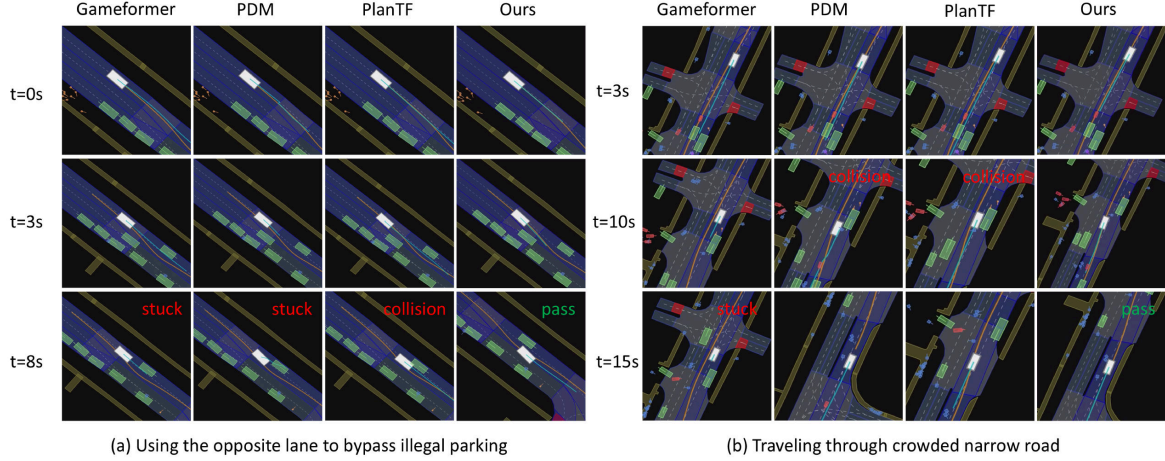 Gameformer PDM PlanTF Ours Gameformer PDM PlanTF Ours
t=0s t=3s
t=3s collision collision t=10s
stuck stuck collision pass stuck pass
t=8s t=15s
(a) Using the opposite lane to bypass illegal parking (b) Traveling through crowded narrow road